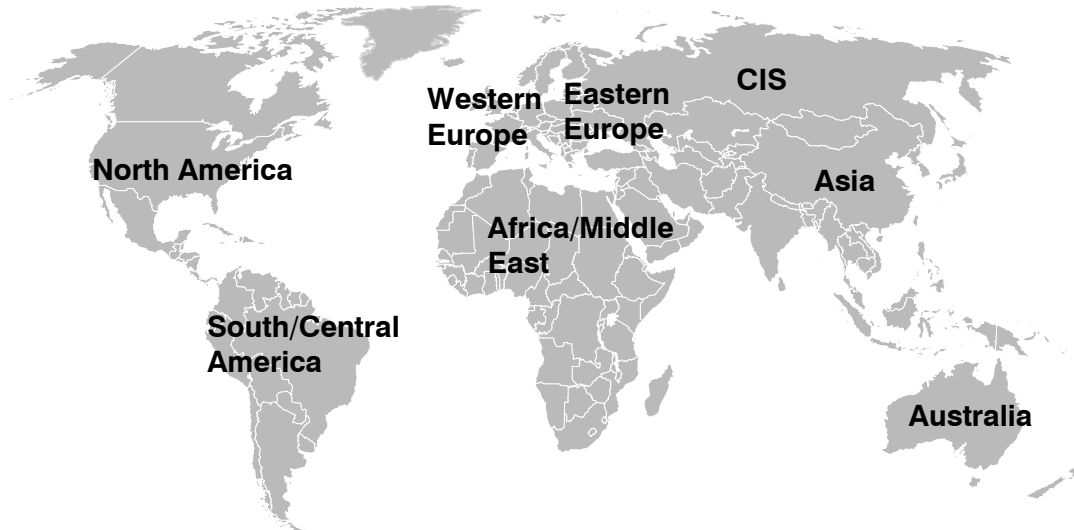 CIS
Western
Europe
Eastern
Europe
North America
Asia
Africa/Middle
East
South/Central
America
Australia